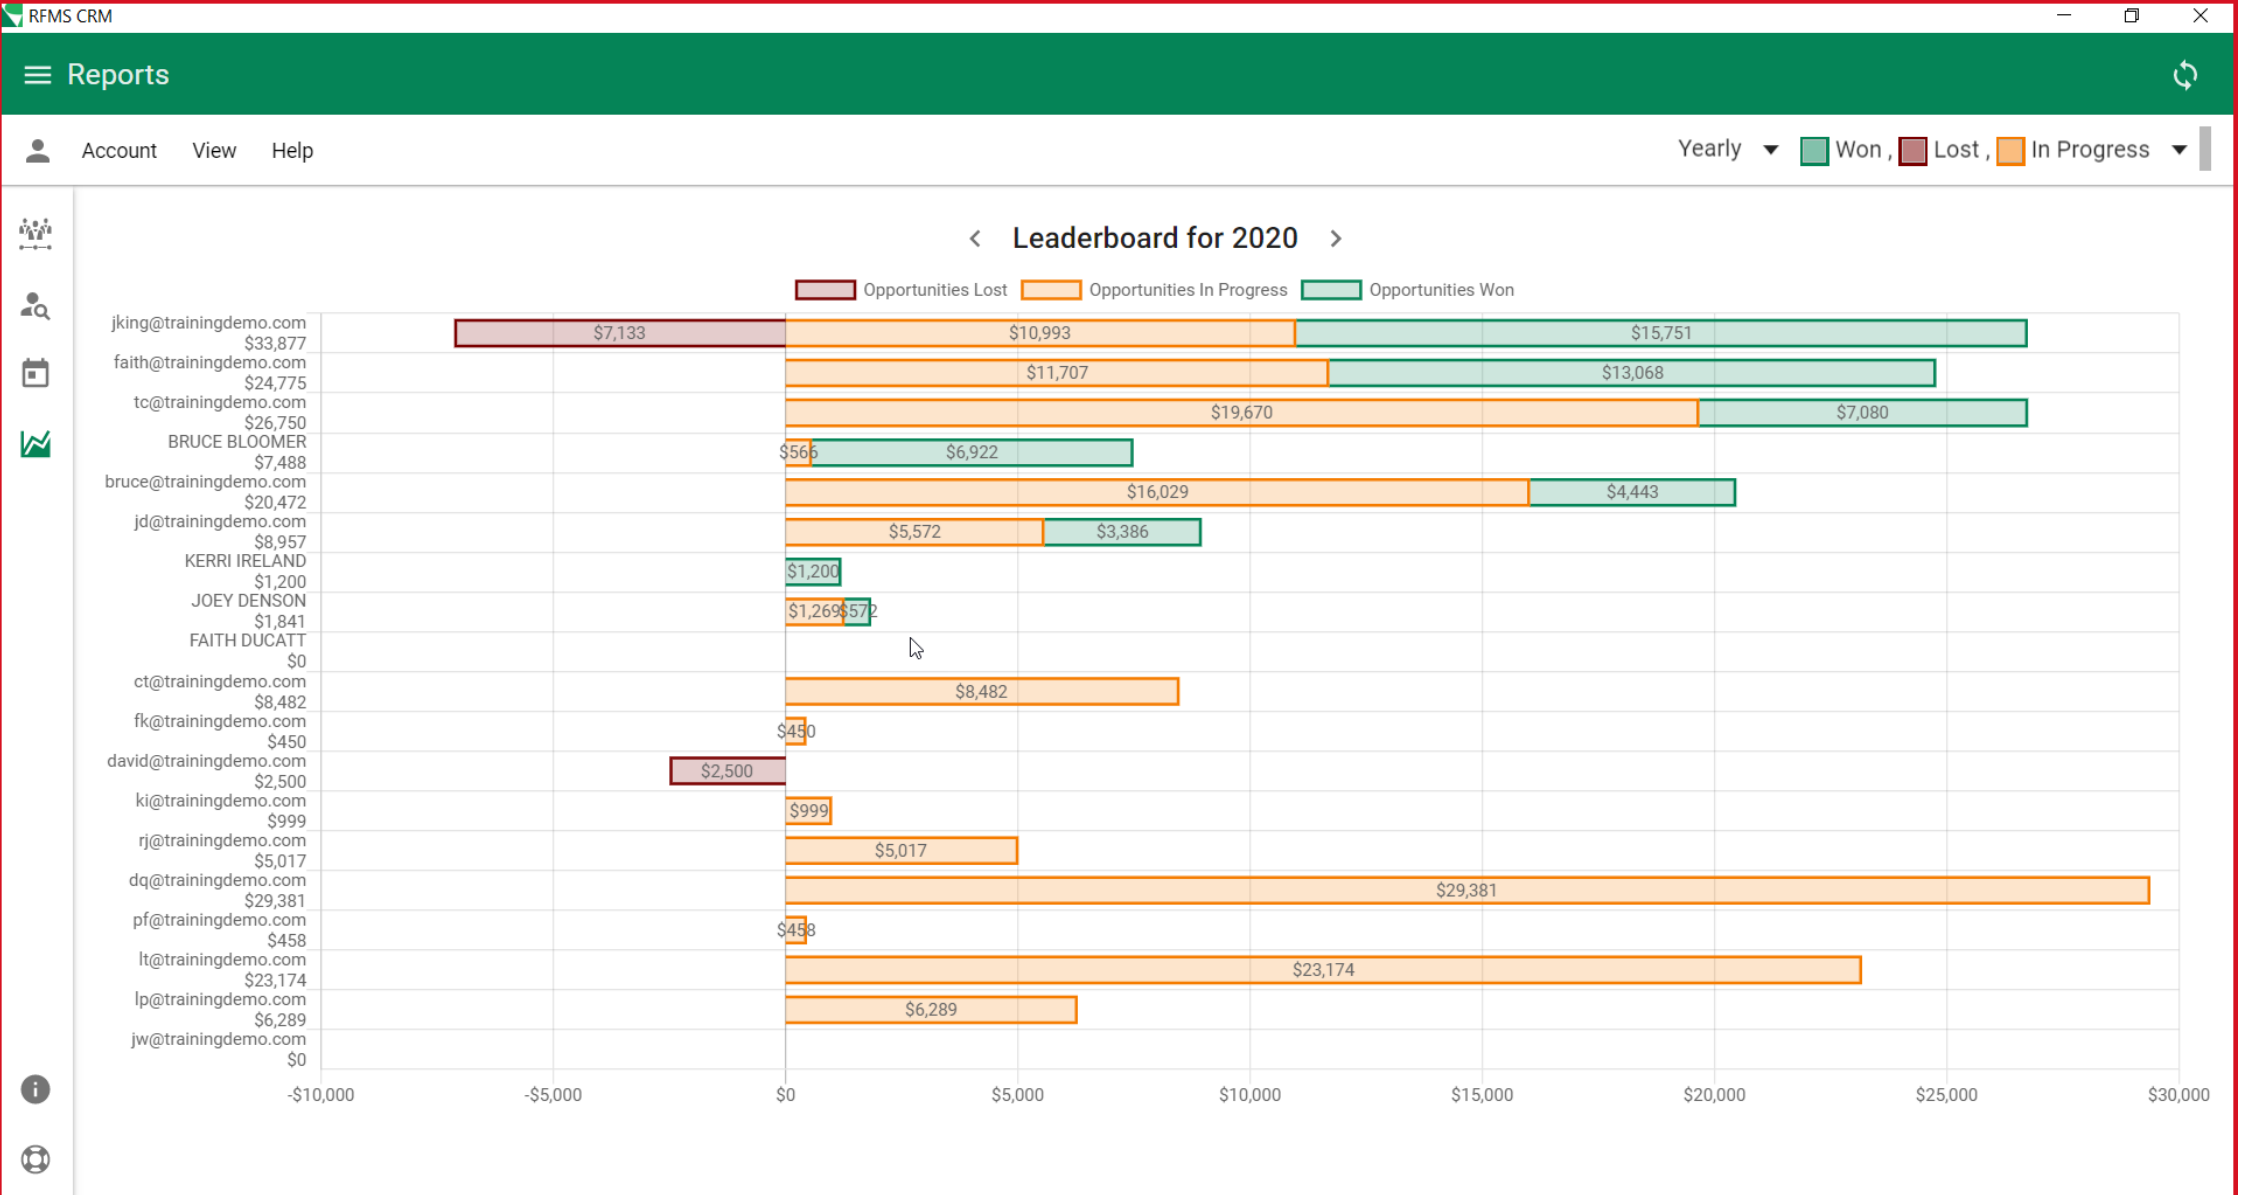 RFMS CRM
Reports
Account View Help
Yearly Won , Lost , In Progress
Leaderboard for 2020
Opportunities Lost Opportunities In Progress Opportunities Won
jking@trainingdemo.com
$33,877
$7,133 $10,993 $15,751
faith@trainingdemo.com
$24,775
$11,707 $13,068
tc@trainingdemo.com
$26,750
$19,670 $7,080
BRUCE BLOOMER
$7,488
$566 $6,922
bruce@trainingdemo.com
$20,472
$16,029 $4,443
jd@trainingdemo.com
$8,957
$5,572 $3,386
KERRI IRELAND
$1,200
$1,200
JOEY DENSON
$1,841
$1,269 $572
FAITH DUCATT
$0
ct@trainingdemo.com
$8,482
$8,482
fk@trainingdemo.com
$450
$450
david@trainingdemo.com
$2,500
$2,500
ki@trainingdemo.com
$999
$999
rj@trainingdemo.com
$5,017
$5,017
dq@trainingdemo.com
$29,381
$29,381
pf@trainingdemo.com
$458
$458
lt@trainingdemo.com
$23,174
$23,174
lp@trainingdemo.com
$6,289
$6,289
jw@trainingdemo.com
$0
-$10,000 -$5,000 $0 $5,000 $10,000 $15,000 $20,000 $25,000 $30,000